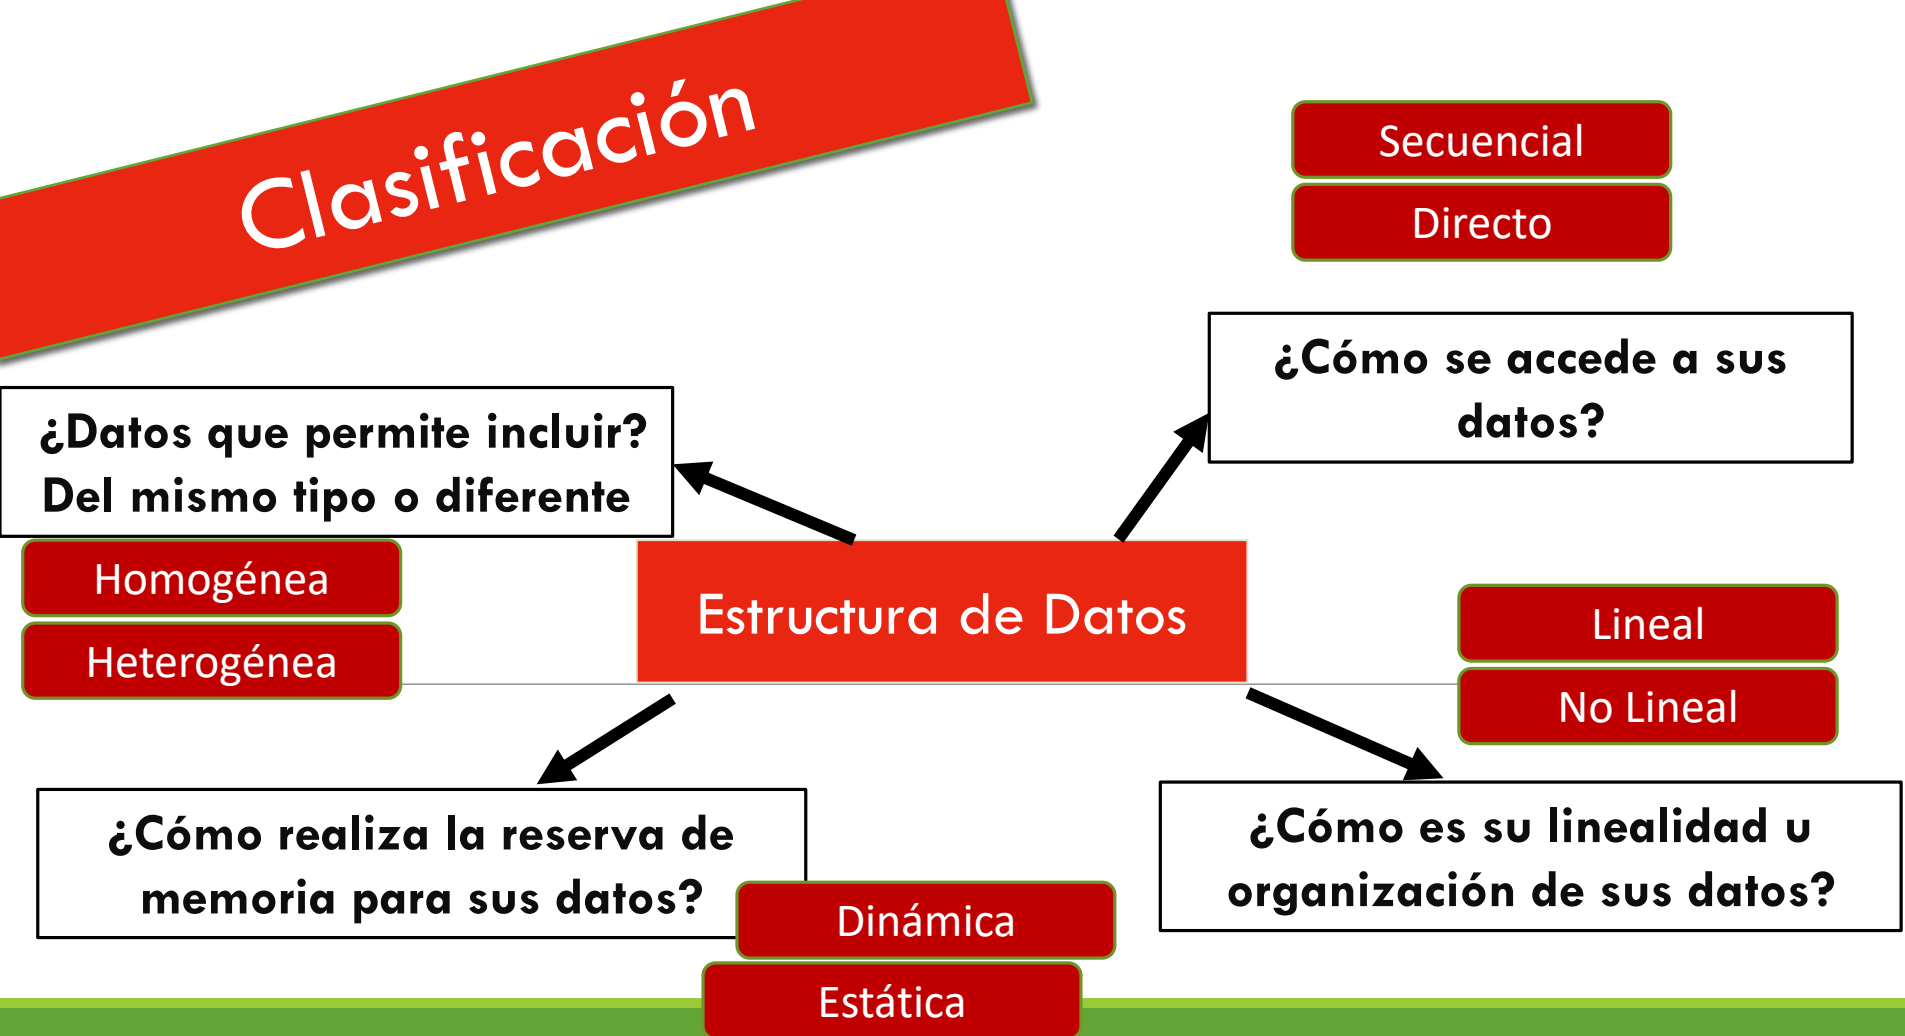 Clasificación
Secuencial
Directo
¿Cómo se accede a sus
datos?
¿Datos que permite incluir?
Del mismo tipo o diferente
Homogénea
Heterogénea
Estructura de Datos
Lineal
No Lineal
¿Cómo realiza la reserva de
memoria para sus datos?
Dinámica
Estática
¿Cómo es su linealidad u
organización de sus datos?